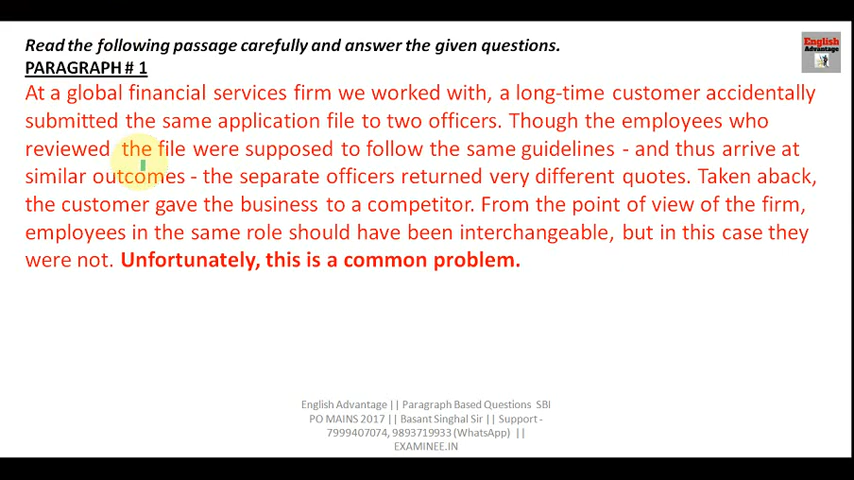 Read the following passage carefully and answer the given questions.
PARAGRAPH # 1
At a global financial services firm we worked with, a long-time customer accidentally
submitted the same application file to two officers. Though the employees who
reviewed the file were supposed to follow the same guidelines - and thus arrive at
similar outcomes - the separate officers returned very different quotes. Taken aback,
the customer gave the business to a competitor. From the point of view of the firm,
employees in the same role should have been interchangeable, but in this case they
were not. Unfortunately, this is a common problem.
English
Advantage
English Advantage || Paragraph Based Questions SBI
PO MAINS 2017 || Basant Singhal Sir || Support -
7999407074, 9893719933 (WhatsApp) ||
EXAMINEE.IN